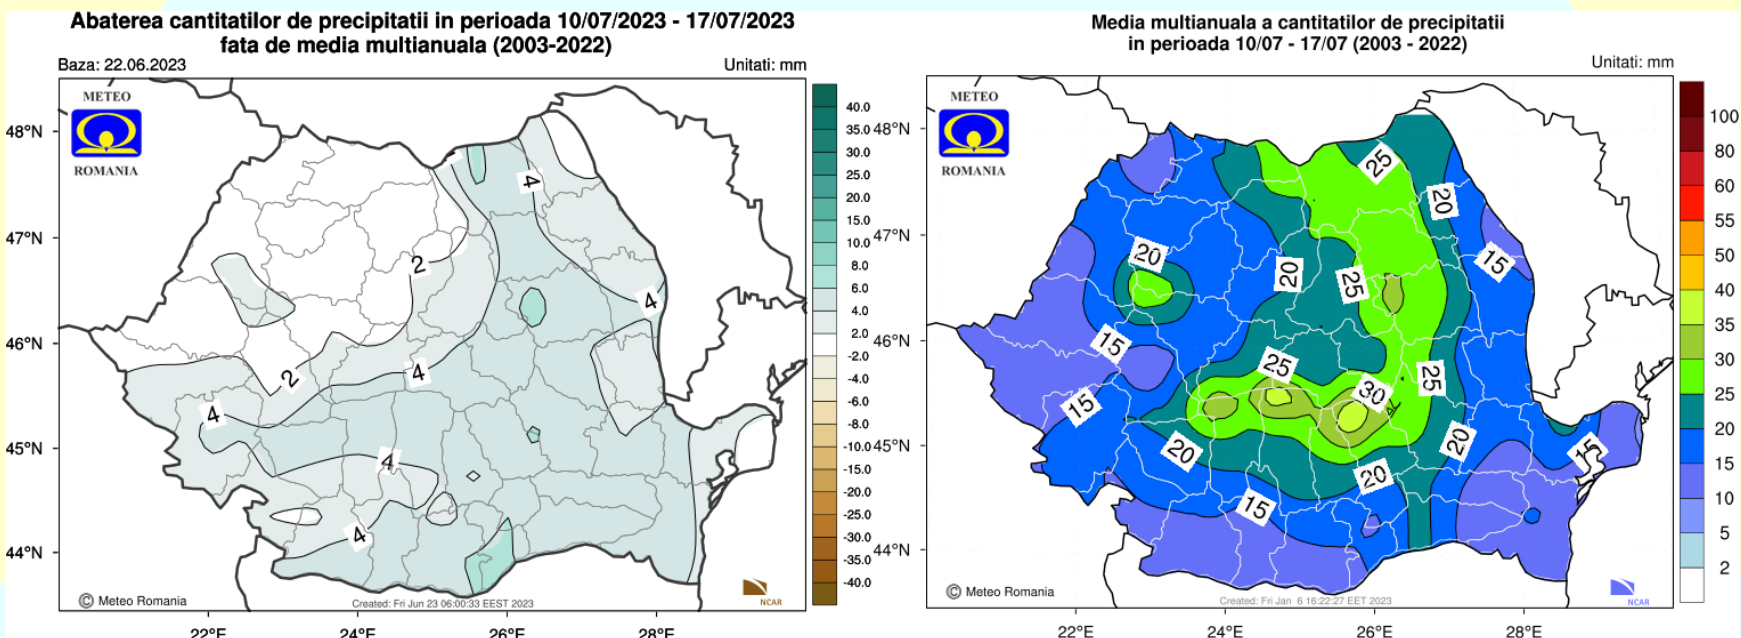 Abaterea cantitatilor de precipitatii in perioada 10/07/2023 - 17/07/2023
fata de media multianuala (2003-2022)
Baza: 22.06.2023
Unitati: mm
METEO
ROMANIA
48°N
47°N
46°N
45°N
44°N
22°E
24°E
26°E
28°E
4
2
4
2
4
4
4
4
40.0
35.0
30.0
25.0
20.0
15.0
10.0
8.0
6.0
4.0
2.0
-2.0
-4.0
-6.0
-8.0
-10.0
-15.0
-20.0
-25.0
-30.0
-35.0
-40.0
© Meteo Romania
Created: Fri Jun 23 06:00:33 EEST 2023
NCAR
Media multianuala a cantitatilor de precipitatii
in perioada 10/07 - 17/07 (2003 - 2022)
Unitati: mm
METEO
ROMANIA
48°N
47°N
46°N
45°N
44°N
22°E
24°E
26°E
28°E
25
20
20
20
25
15
15
25
25
30
15
20
20
20
15
15
100
80
60
55
50
40
35
30
25
20
15
10
5
2
© Meteo Romania
Created: Fri Jan 6 16:22:27 EET 2023
NCAR